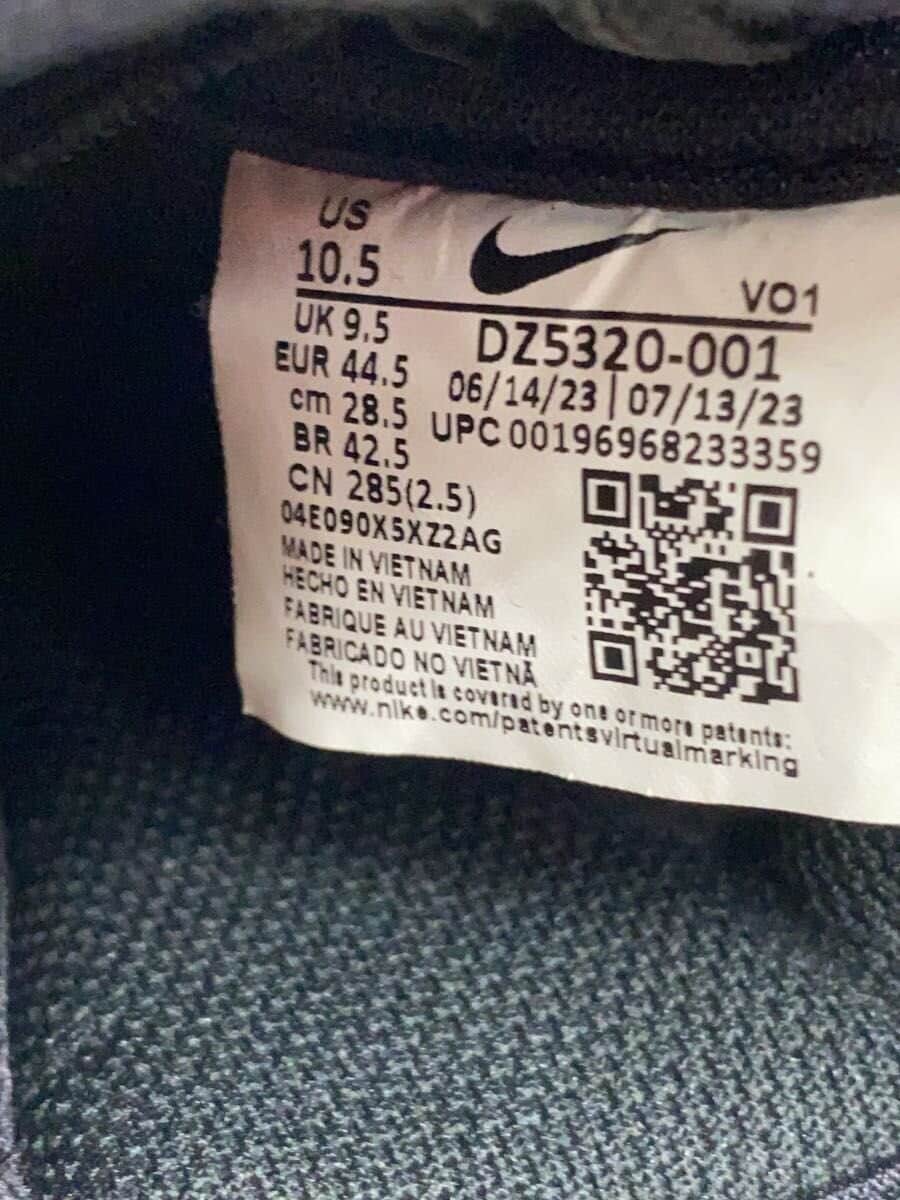 US
10.5
VO1
UK 9.5
DZ5320-001
EUR 44.5
06/14/23 | 07/13/23
cm 28.5
UPC 00196968233359
BR 42.5
CN 285(2.5)
04E090X5XZ2AG
MADE IN VIETNAM
HECHO EN VIETNAM
FABRIQUE AU VIETNAM
FABRICADO NO VIETNÃ
This product is covered by one or more patents:
www.nike.com/patentsvirtualmarking